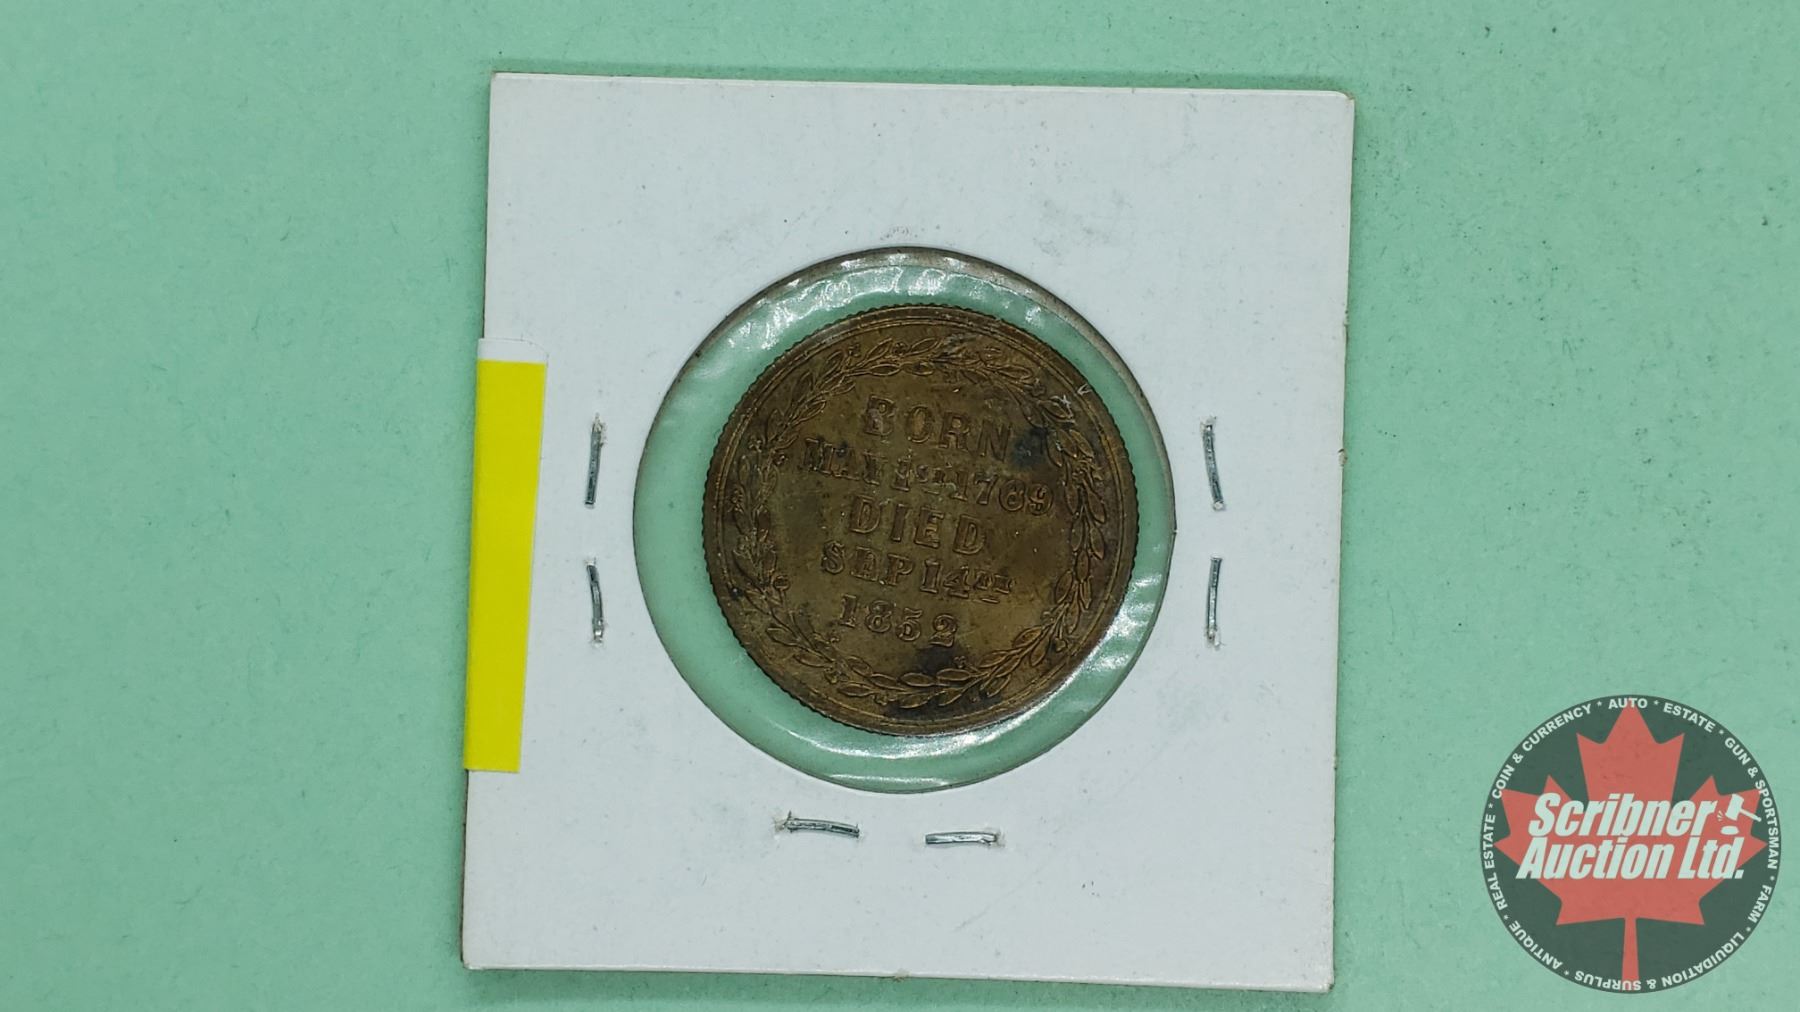 BORN
MAY 1ST 1789
DIED
SEP 14TH
1852
Scribner
Auction Ltd.
ANTIQUE * REAL ESTATE * COIN & CURRENCY * AUTO * ESTATE * GUN & SPORTSMAN * FARM * LIQUIDATION & SURPLUS *